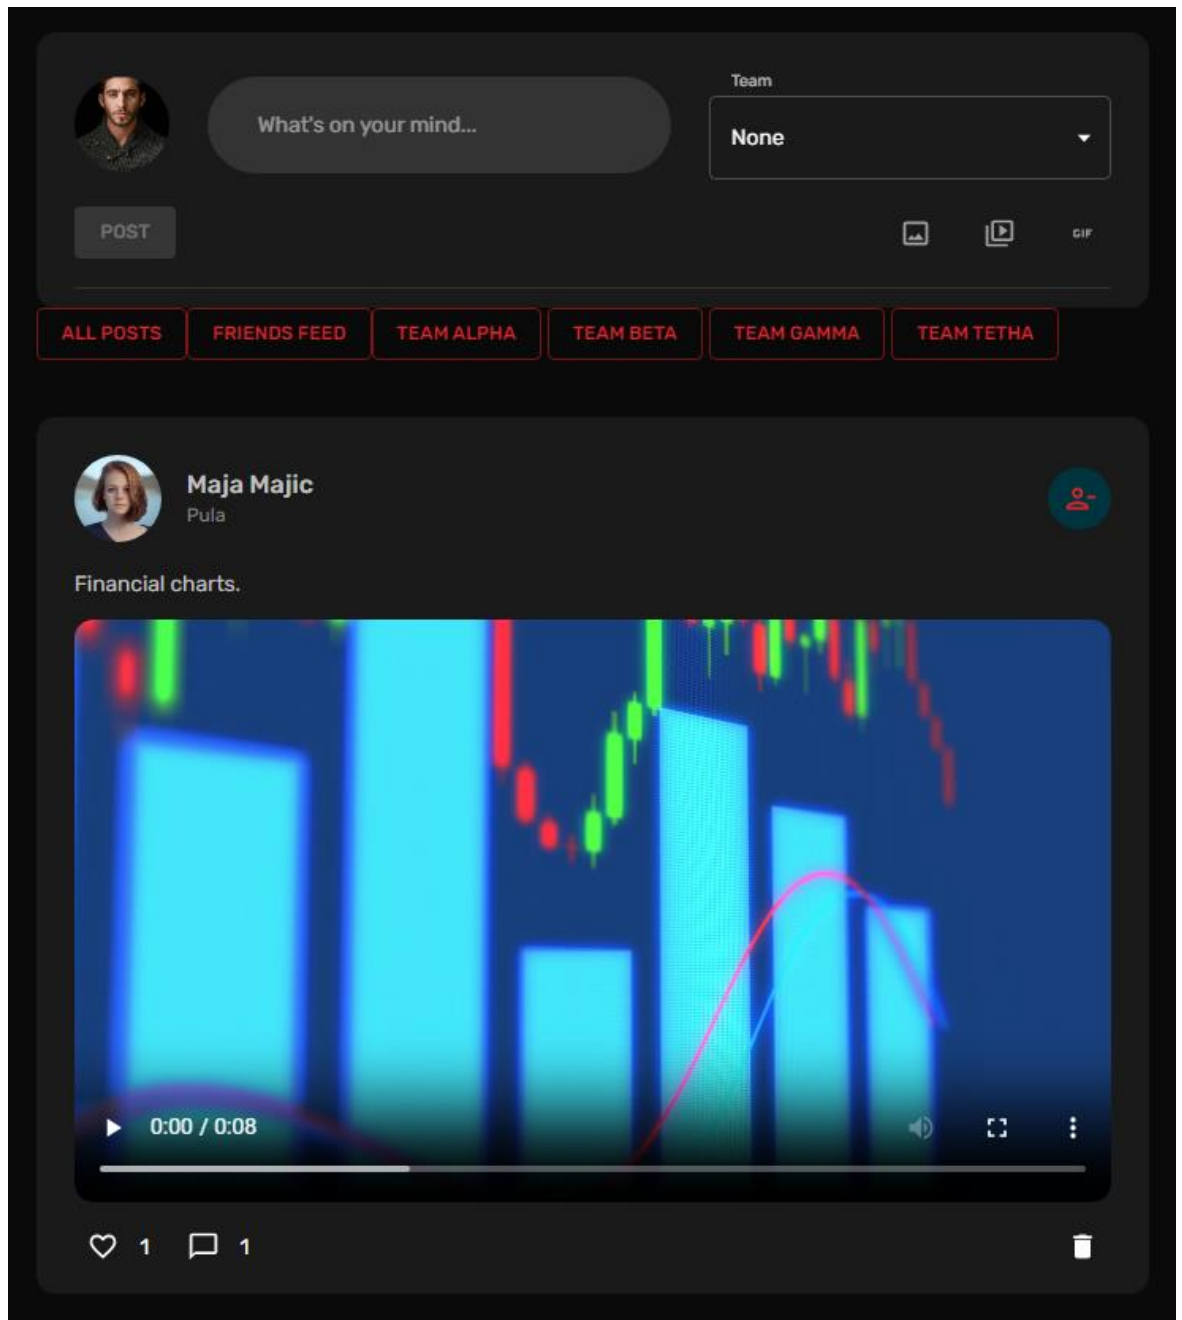 Team
What's on your mind...
None
POST
GIF
ALL POSTS FRIENDS FEED TEAM ALPHA TEAM BETA TEAM GAMMA TEAM TETHA
Maja Majic
Pula
Financial charts.
0:00 / 0:08
1 1